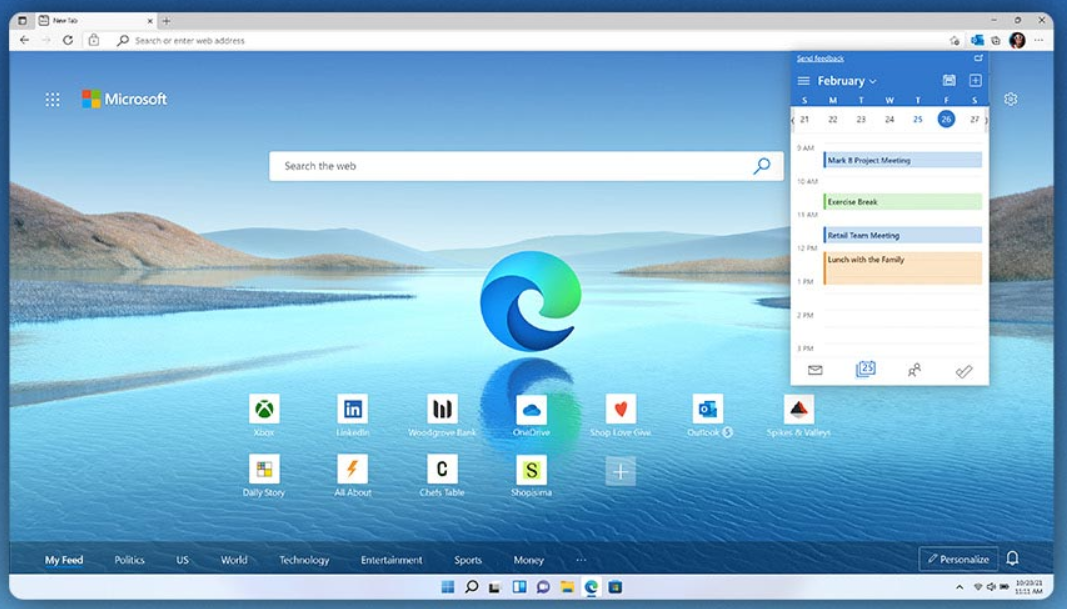 New Tab
Search or enter web address
Send feedback
February
Microsoft
S M T W T F S
21 22 23 24 25 26 27
Search the web
9 AM
Mark 8 Project Meeting
10 AM
Exercise Break
11 AM
Retail Team Meeting
12 PM
Lunch with the Family
1 PM
2 PM
3 PM
25
Xbox LinkedIn Woodgrove Bank OneDrive Shop Love Give Outlook Spikes & Valleys
Daily Story All About Chefs Table Shopisima
My Feed Politics US World Technology Entertainment Sports Money ... Personalize
10/20/21
11:11 AM